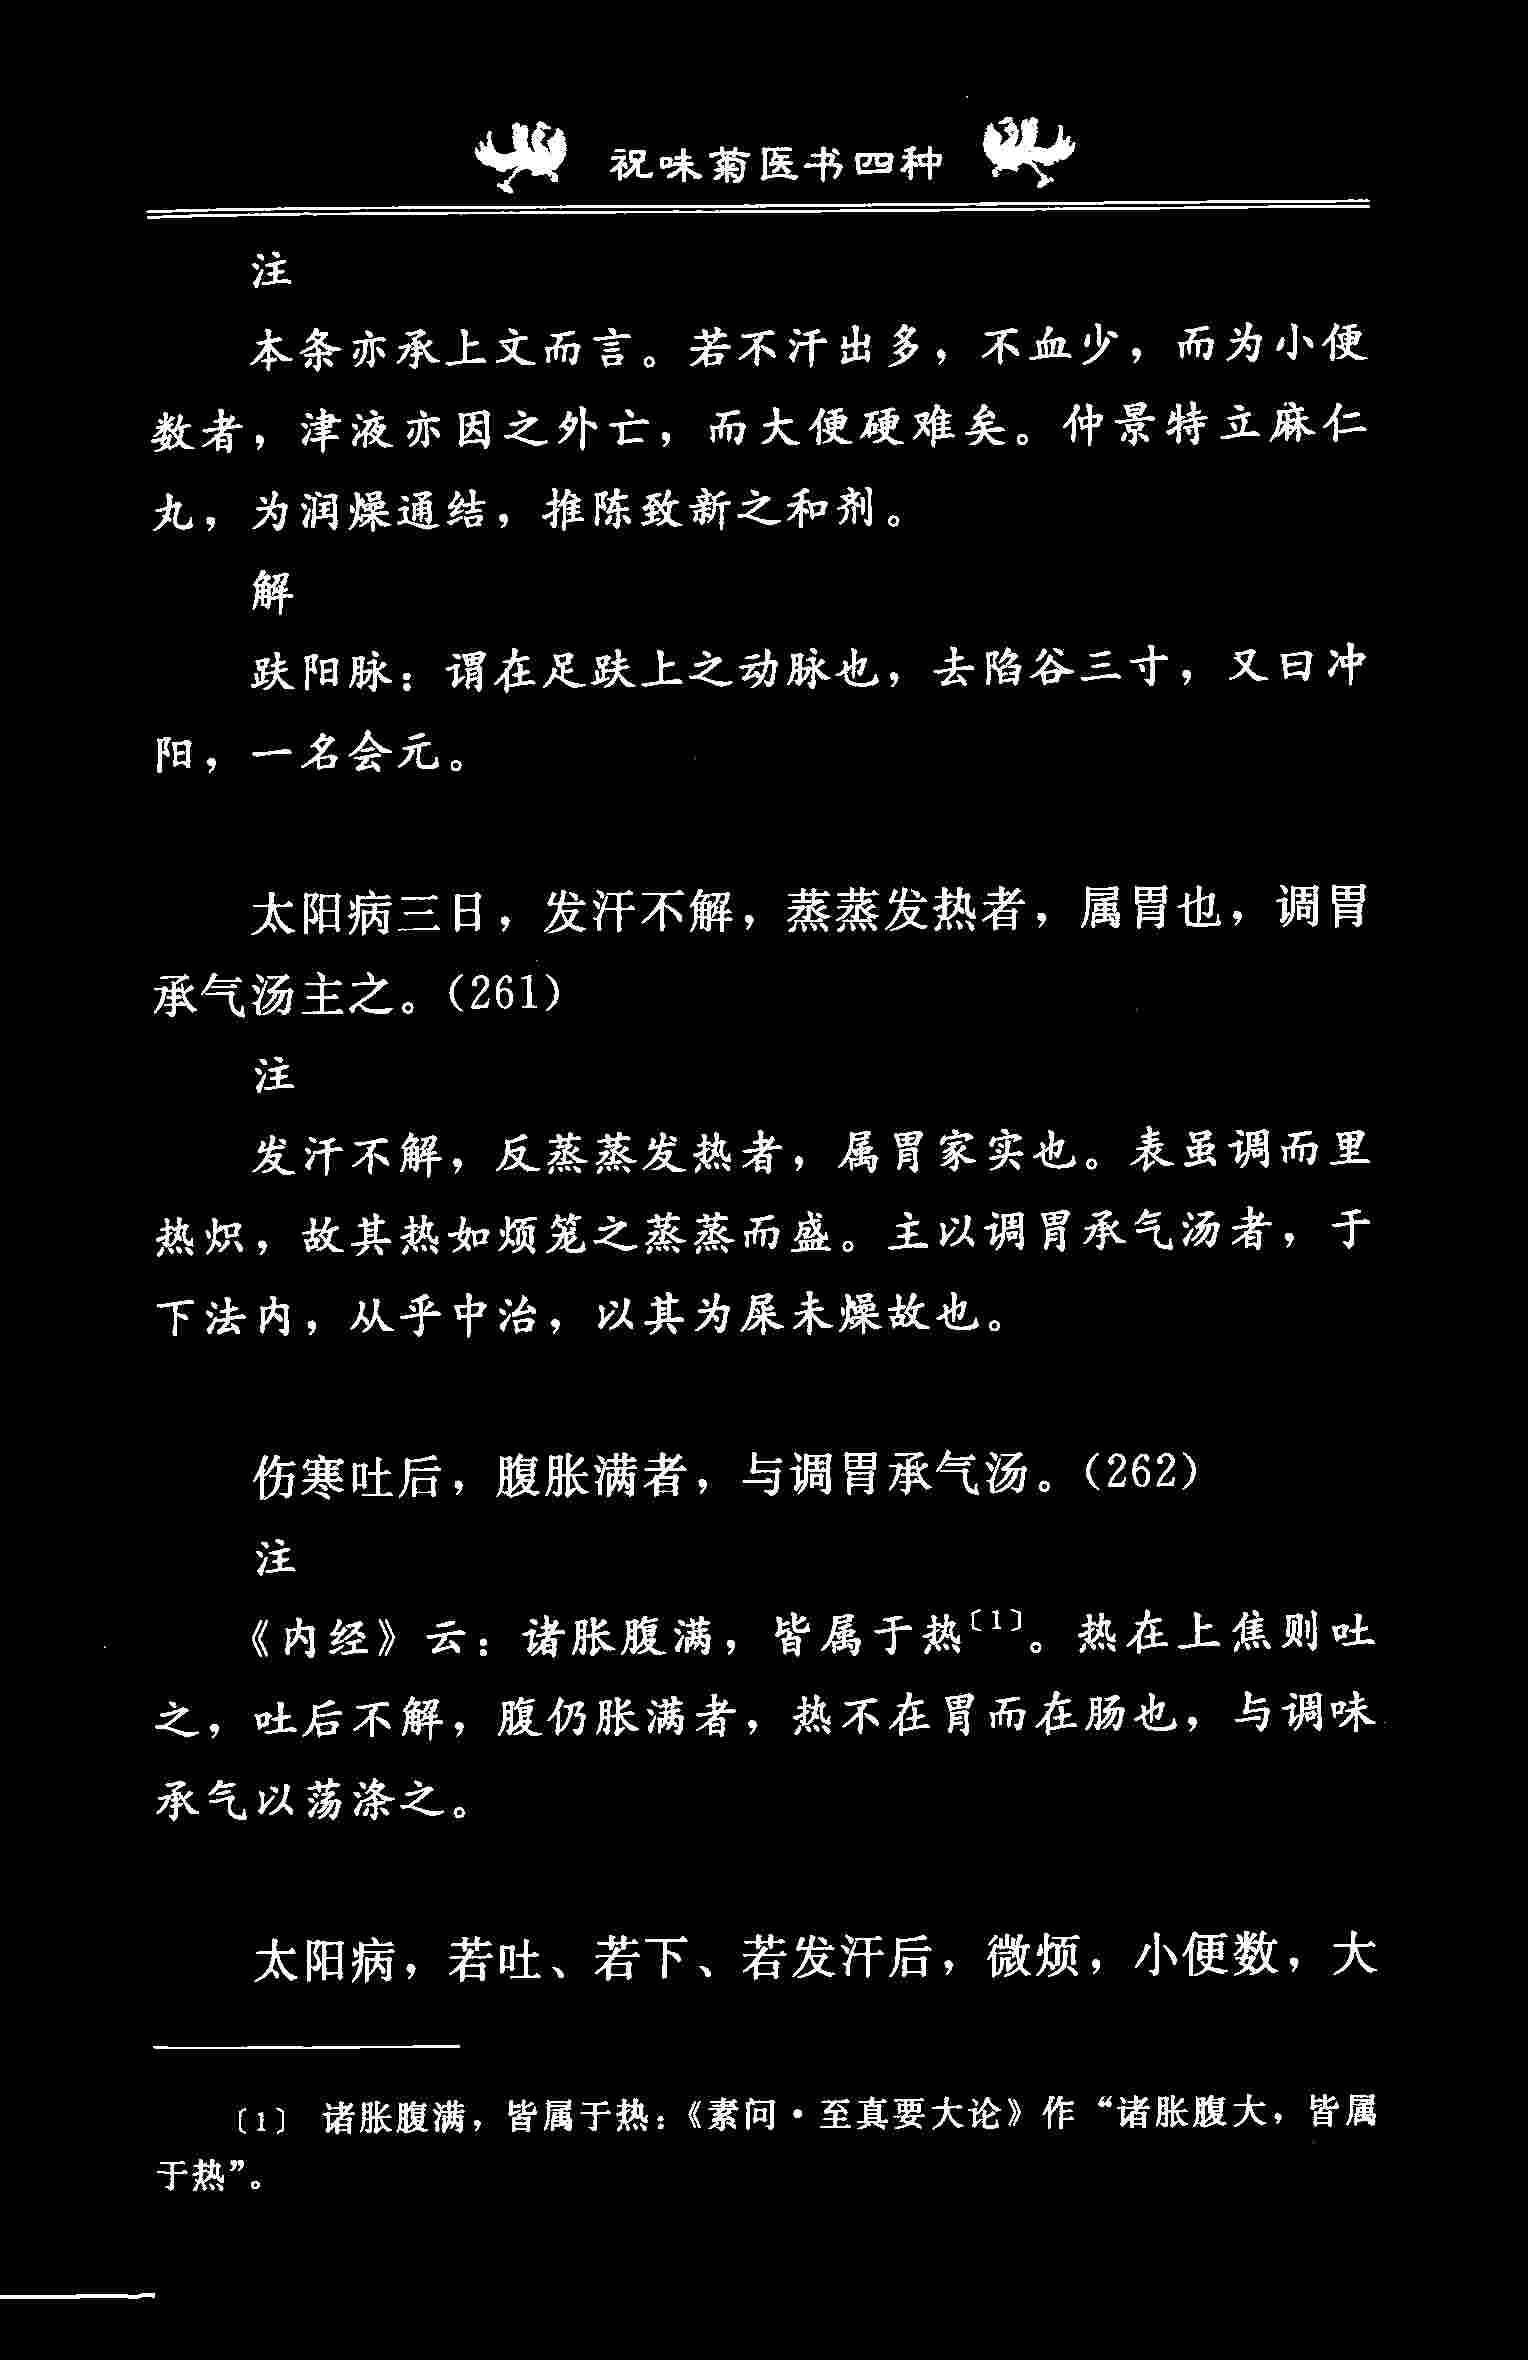 祝味菊医书四种
注
本条亦承上文而言。若不汗出多，不血少，而为小便
数者，津液亦因之外亡，而大便硬难矣。仲景特立麻仁
丸，为润燥通结，推陈致新之和剂。
解
趺阳脉：谓在足趺上之动脉也，去陷谷三寸，又曰冲
阳，一名会元。
太阳病三日，发汗不解，蒸蒸发热者，属胃也，调胃
承气汤主之。(261)
注
发汗不解，反蒸蒸发热者，属胃家实也。表虽调而里
热炽，故其热如烦笼之蒸蒸而盛。主以调胃承气汤者，于
下法内，从乎中治，以其为屎未燥故也。
伤寒吐后，腹胀满者，与调胃承气汤。(262)
注
《内经》云：诸胀腹满，皆属于热〔1〕。热在上焦则吐
之，吐后不解，腹仍胀满者，热不在胃而在肠也，与调味
承气以荡涤之。
太阳病，若吐、若下、若发汗后，微烦，小便数，大
〔1〕 诸胀腹满，皆属于热：《素问·至真要大论》作“诸胀腹大，皆属
于热”。